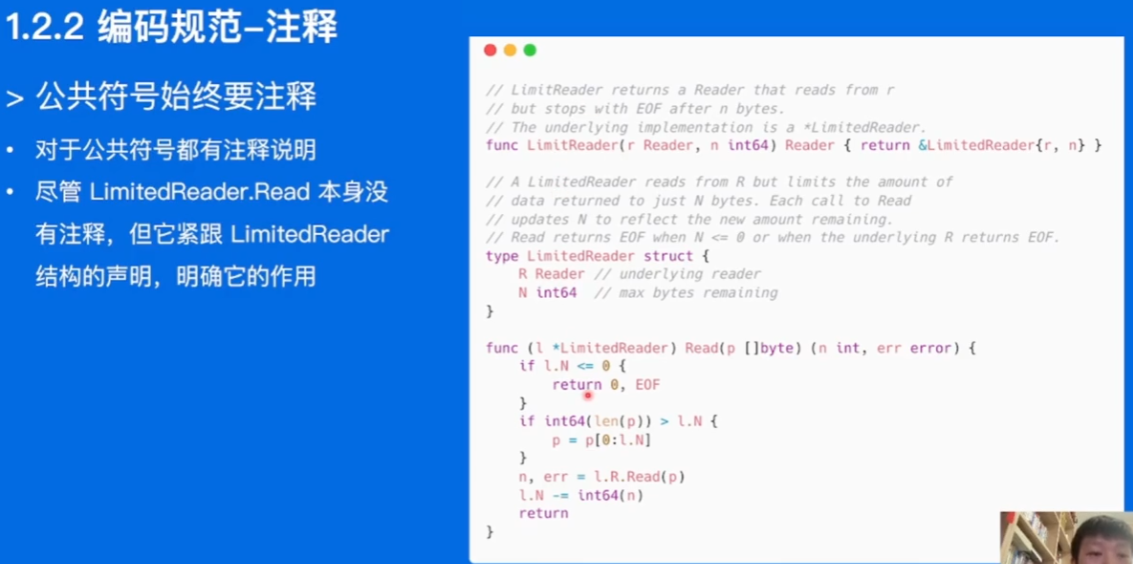 1.2.2 编码规范-注释
> 公共符号始终要注释
• 对于公共符号都有注释说明
• 尽管 LimitedReader.Read 本身没
有注释，但它紧跟 LimitedReader
结构的声明，明确它的作用
// LimitReader returns a Reader that reads from r
// but stops with EOF after n bytes.
// The underlying implementation is a *LimitedReader.
func LimitReader(r Reader, n int64) Reader { return &LimitedReader{r, n} }
// A LimitedReader reads from R but limits the amount of
// data returned to just N bytes. Each call to Read
// updates N to reflect the new amount remaining.
// Read returns EOF when N <= 0 or when the underlying R returns EOF.
type LimitedReader struct {
    R Reader // underlying reader
    N int64  // max bytes remaining
}
func (l *LimitedReader) Read(p []byte) (n int, err error) {
    if l.N <= 0 {
        return 0, EOF
    }
    if int64(len(p)) > l.N {
        p = p[0:l.N]
    }
    n, err = l.R.Read(p)
    l.N -= int64(n)
    return
}